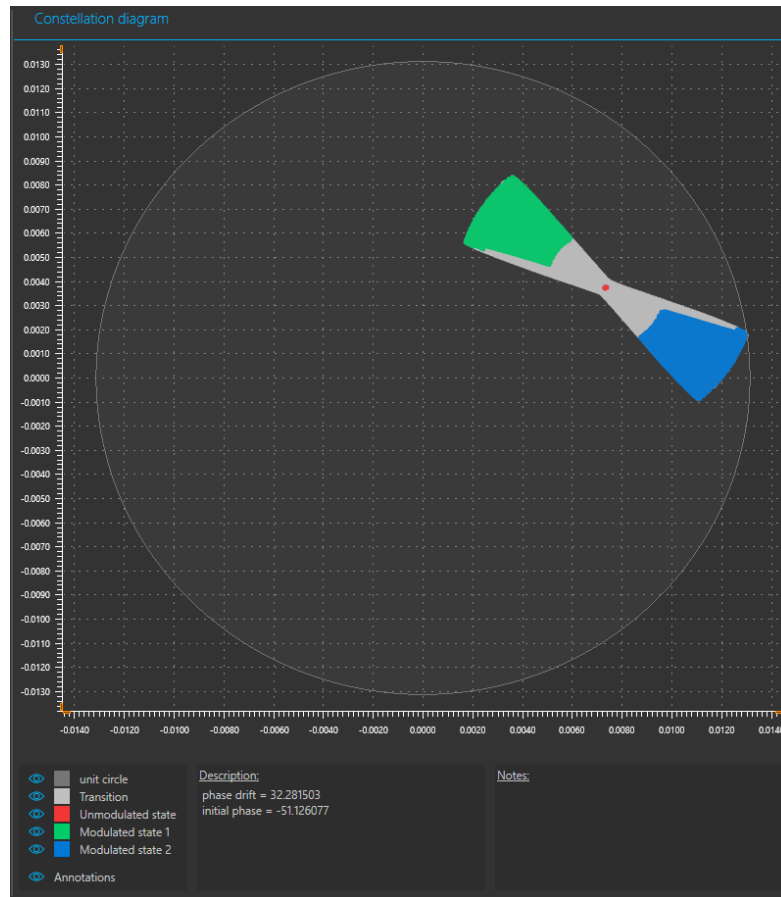 Constellation diagram
0.0130
0.0120
0.0110
0.0100
0.0090
0.0080
0.0070
0.0060
0.0050
0.0040
0.0030
0.0020
0.0010
0.0000
-0.0010
-0.0020
-0.0030
-0.0040
-0.0050
-0.0060
-0.0070
-0.0080
-0.0090
-0.0100
-0.0110
-0.0120
-0.0130
-0.0140 -0.0120 -0.0100 -0.0080 -0.0060 -0.0040 -0.0020 0.0000 0.0020 0.0040 0.0060 0.0080 0.0100 0.0120
unit circle
Transition
Unmodulated state
Modulated state 1
Modulated state 2
Annotations
Description:
phase drift = 32.281503
initial phase = -51.126077
Notes: